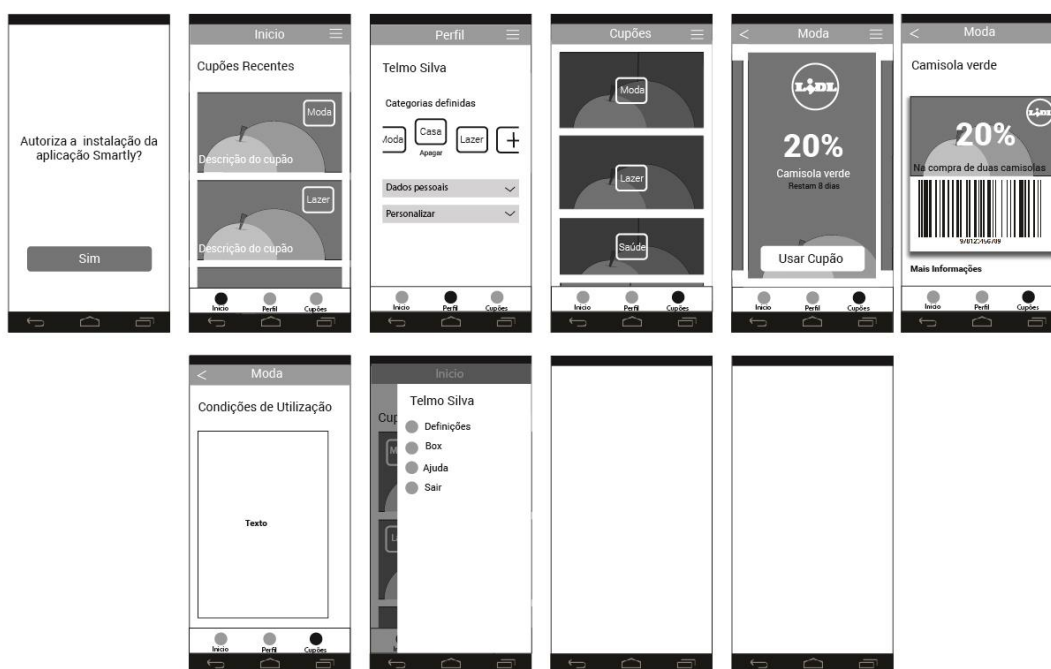 Autoriza a instalação da
aplicação Smartly?
Sim
Inicio
Cupões Recentes
Moda
Descrição do cupão
Lazer
Descrição do cupão
Inicio
Perfil
Cupões
Perfil
Telmo Silva
Categorias definidas
Moda
Casa
Lazer
+
Apagar
Dados pessoais
Personalizar
Inicio
Perfil
Cupões
Cupões
Moda
Lazer
Saúde
Inicio
Perfil
Cupões
< Moda
LIDL
20%
Camisola verde
Restam 8 dias
Usar Cupão
Inicio
Perfil
Cupões
< Moda
Camisola verde
LIDL
20%
Na compra de duas camisolas
Mais Informações
Inicio
Perfil
Cupões
< Moda
Condições de Utilização
Texto
Inicio
Perfil
Cupões
Inicio
Telmo Silva
Definições
Box
Ajuda
Sair
Cup
M
L